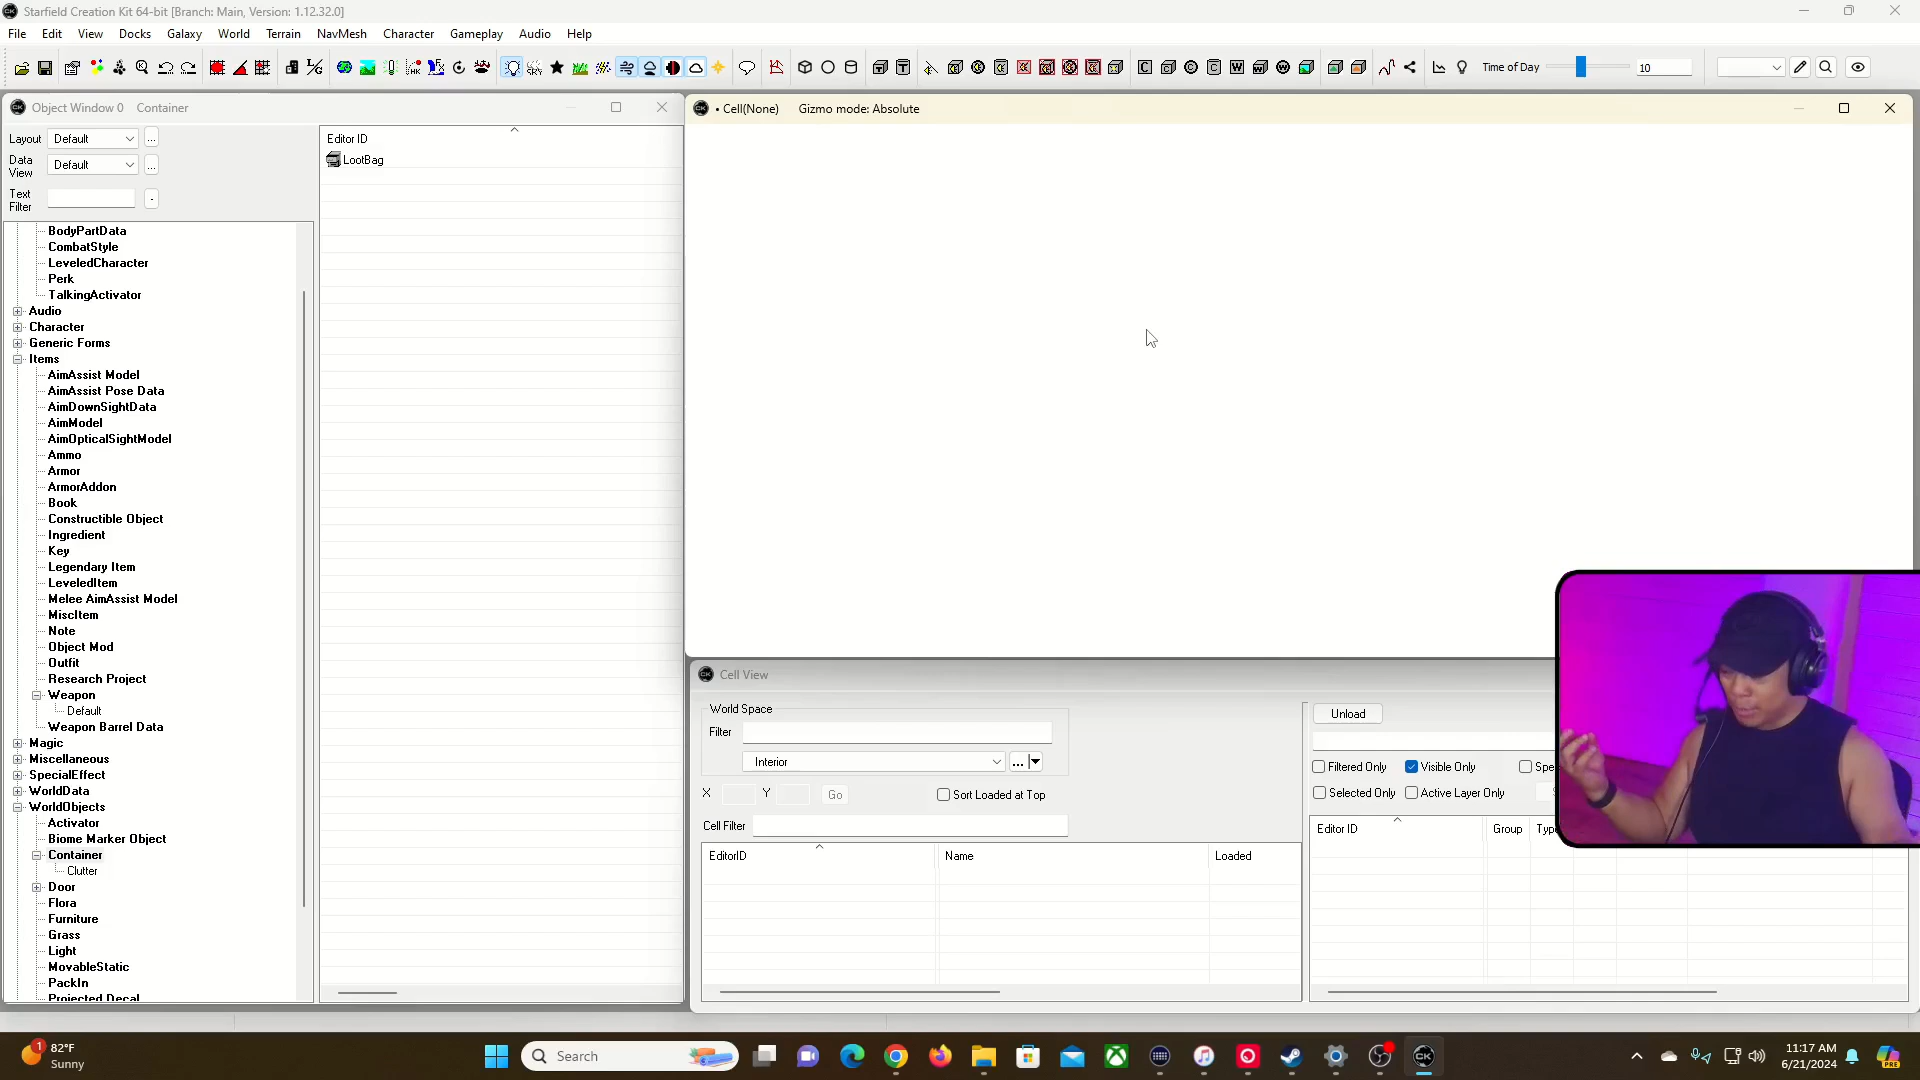 Starfield Creation Kit 64-bit [Branch: Main, Version: 1.12.32.0]
File Edit View Docks Galaxy World Terrain NavMesh Character Gameplay Audio Help
Time of Day 10
Object Window 0 Container
Layout Default ...
Data View Default ...
Text Filter
Editor ID
LootBag
BodyPartData
CombatStyle
LeveledCharacter
Perk
TalkingActivator
Audio
Character
Generic Forms
Items
AimAssist Model
AimAssist Pose Data
AimDownSightData
AimModel
AimOpticalSightModel
Ammo
Armor
ArmorAddon
Book
Constructible Object
Ingredient
Key
Legendary Item
LeveledItem
Melee AimAssist Model
MiscItem
Note
Object Mod
Outfit
Research Project
Weapon
Default
Weapon Barrel Data
Magic
Miscellaneous
SpecialEffect
WorldData
WorldObjects
Activator
Biome Marker Object
Container
Clutter
Door
Flora
Furniture
Grass
Light
MovableStatic
PackIn
Projected Decal
• Cell(None) Gizmo mode: Absolute
Cell View
World Space
Filter
Interior ...
X Y Go Sort Loaded at Top
Cell Filter
EditorID Name Loaded
Unload
Filtered Only Visible Only Spe
Selected Only Active Layer Only
Editor ID Group Type
1 82°F
Sunny
Search
11:17 AM
6/21/2024